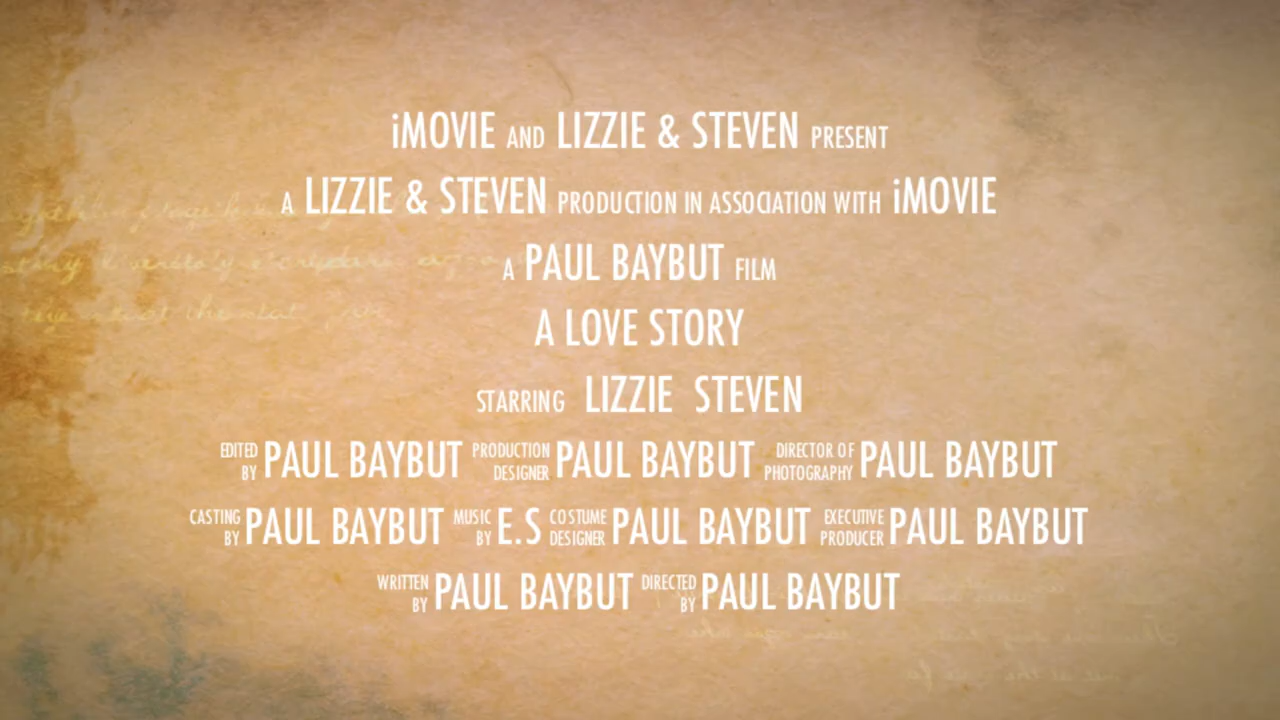 iMOVIE AND LIZZIE & STEVEN PRESENT
A LIZZIE & STEVEN PRODUCTION IN ASSOCIATION WITH iMOVIE
A PAUL BAYBUT FILM
A LOVE STORY
STARRING LIZZIE STEVEN
EDITED BY PAUL BAYBUT PRODUCTION DESIGNER PAUL BAYBUT DIRECTOR OF PHOTOGRAPHY PAUL BAYBUT
CASTING BY PAUL BAYBUT MUSIC BY E.S COSTUME DESIGNER PAUL BAYBUT EXECUTIVE PRODUCER PAUL BAYBUT
WRITTEN BY PAUL BAYBUT DIRECTED BY PAUL BAYBUT